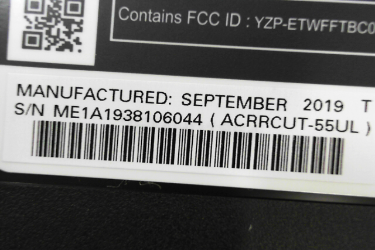 Contains FCC ID : YZP-ETWFFTBC0
MANUFACTURED: SEPTEMBER 2019 T
S/N ME1A1938106044 ( ACRRCUT-55UL )